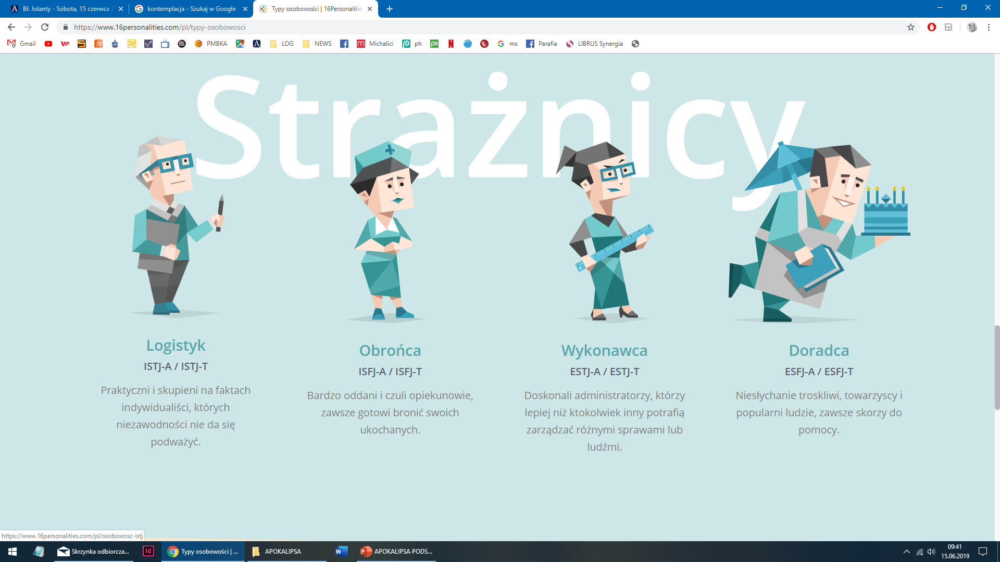 Bł. Jolanty - Sobota, 15 czerwca
kontemplacja - Szukaj w Google
Typy osobowości | 16Personalitie
https://www.16personalities.com/pl/typy-osobowosci
Gmail
PMBKA
LOG
NEWS
Michalici
ph
ms
Parafia
LIBRUS Synergia
Strażnicy
Logistyk
ISTJ-A / ISTJ-T
Praktyczni i skupieni na faktach
indywidualiści, których
niezawodności nie da się
podważyć.
Obrońca
ISFJ-A / ISFJ-T
Bardzo oddani i czuli opiekunowie,
zawsze gotowi bronić swoich
ukochanych.
Wykonawca
ESTJ-A / ESTJ-T
Doskonali administratorzy, którzy
lepiej niż ktokolwiek inny potrafią
zarządzać różnymi sprawami lub
ludźmi.
Doradca
ESFJ-A / ESFJ-T
Niesłychanie troskliwi, towarzyscy i
popularni ludzie, zawsze skorzy do
pomocy.
https://www.16personalities.com/pl/osobowosc-istj
Skrzynka odbiorcza...
Typy osobowości | ...
APOKALIPSA
APOKALIPSA PODS...
09:41
15.06.2019